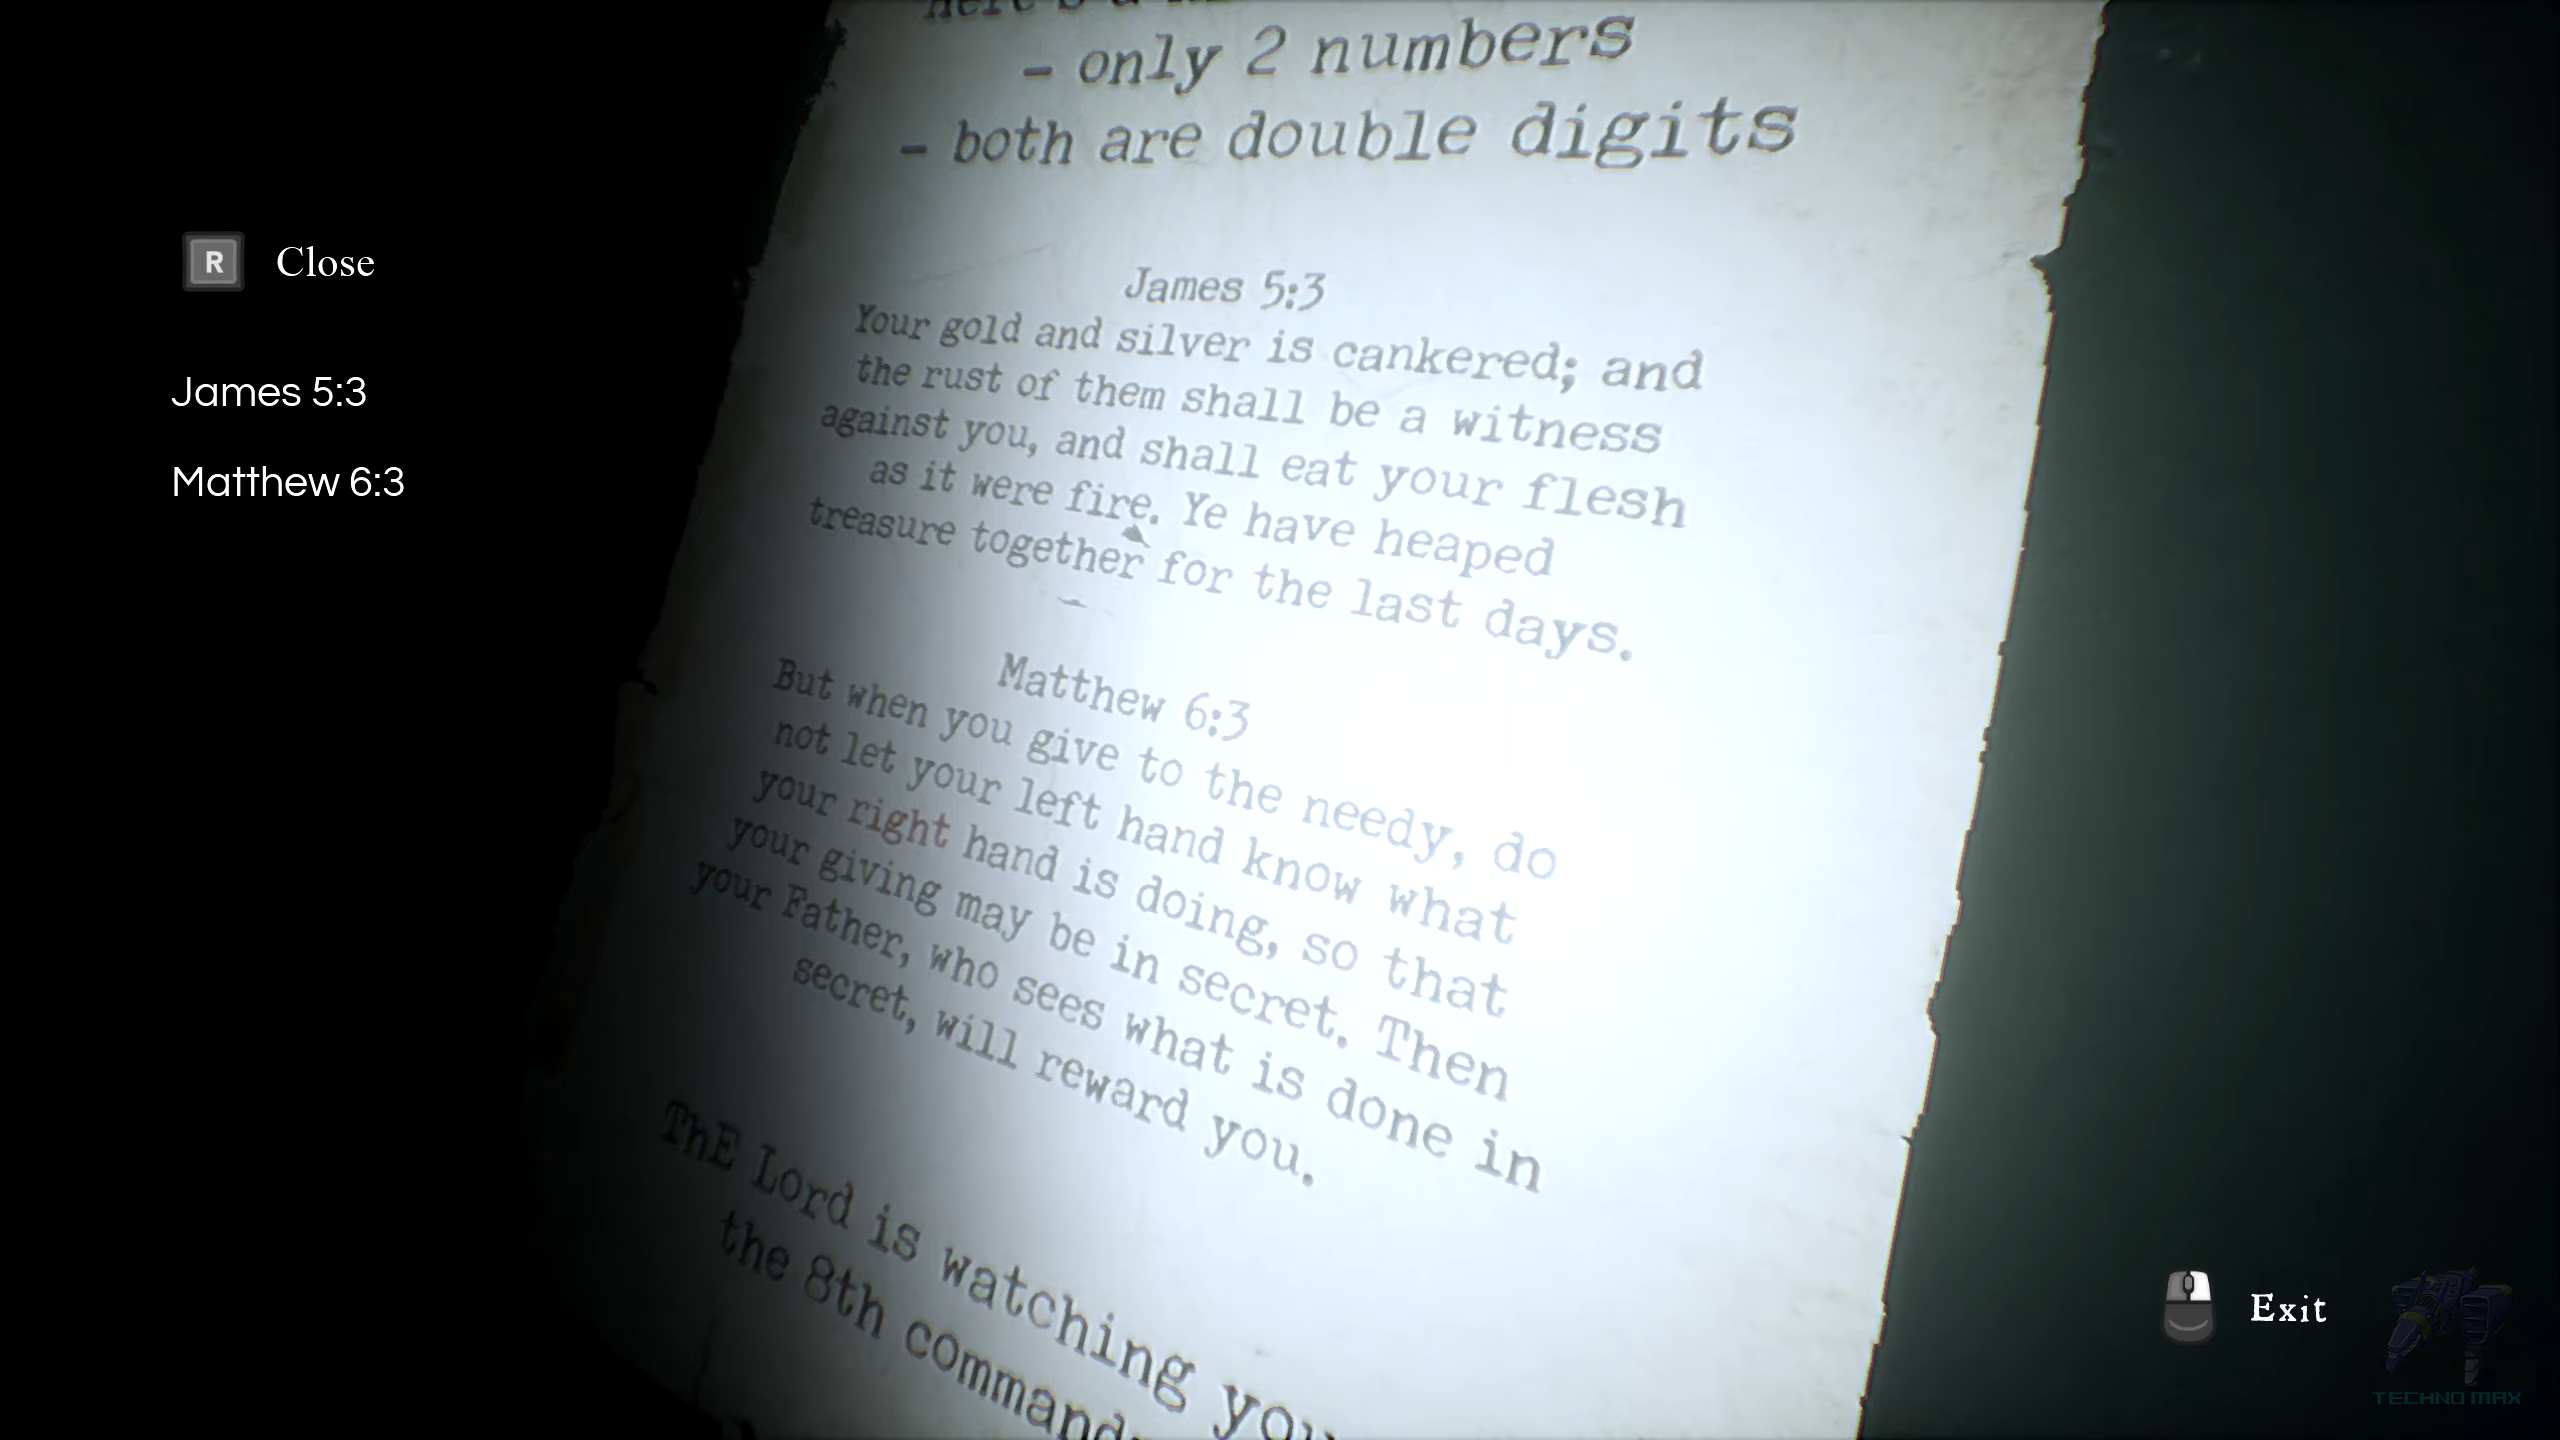 - only 2 numbers
- both are double digits
R Close
James 5:3
Matthew 6:3
James 5:3
Your gold and silver is cankered; and
the rust of them shall be a witness
against you, and shall eat your flesh
as it were fire. Ye have heaped
treasure together for the last days.
Matthew 6:3
But when you give to the needy, do
not let your left hand know what
your right hand is doing, so that
your giving may be in secret. Then
your Father, who sees what is done in
secret, will reward you.
ThE Lord is watching you
the 8th command
Exit
TECHNO MAX